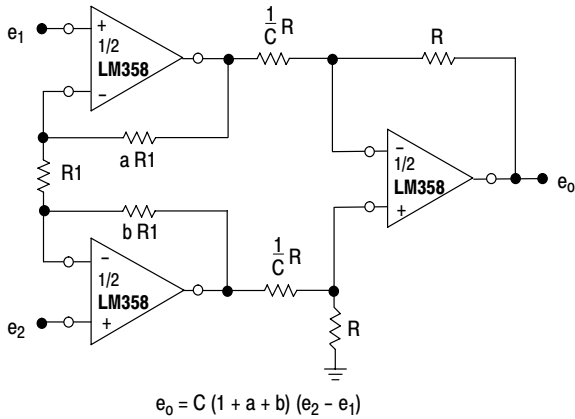 e1
+
1/2
LM358
−
1/C R
R
a R1
R1
b R1
−
1/2
LM358
+
eo
−
1/2
LM358
+
e2
1/C R
R
eo = C (1 + a + b) (e2 − e1)